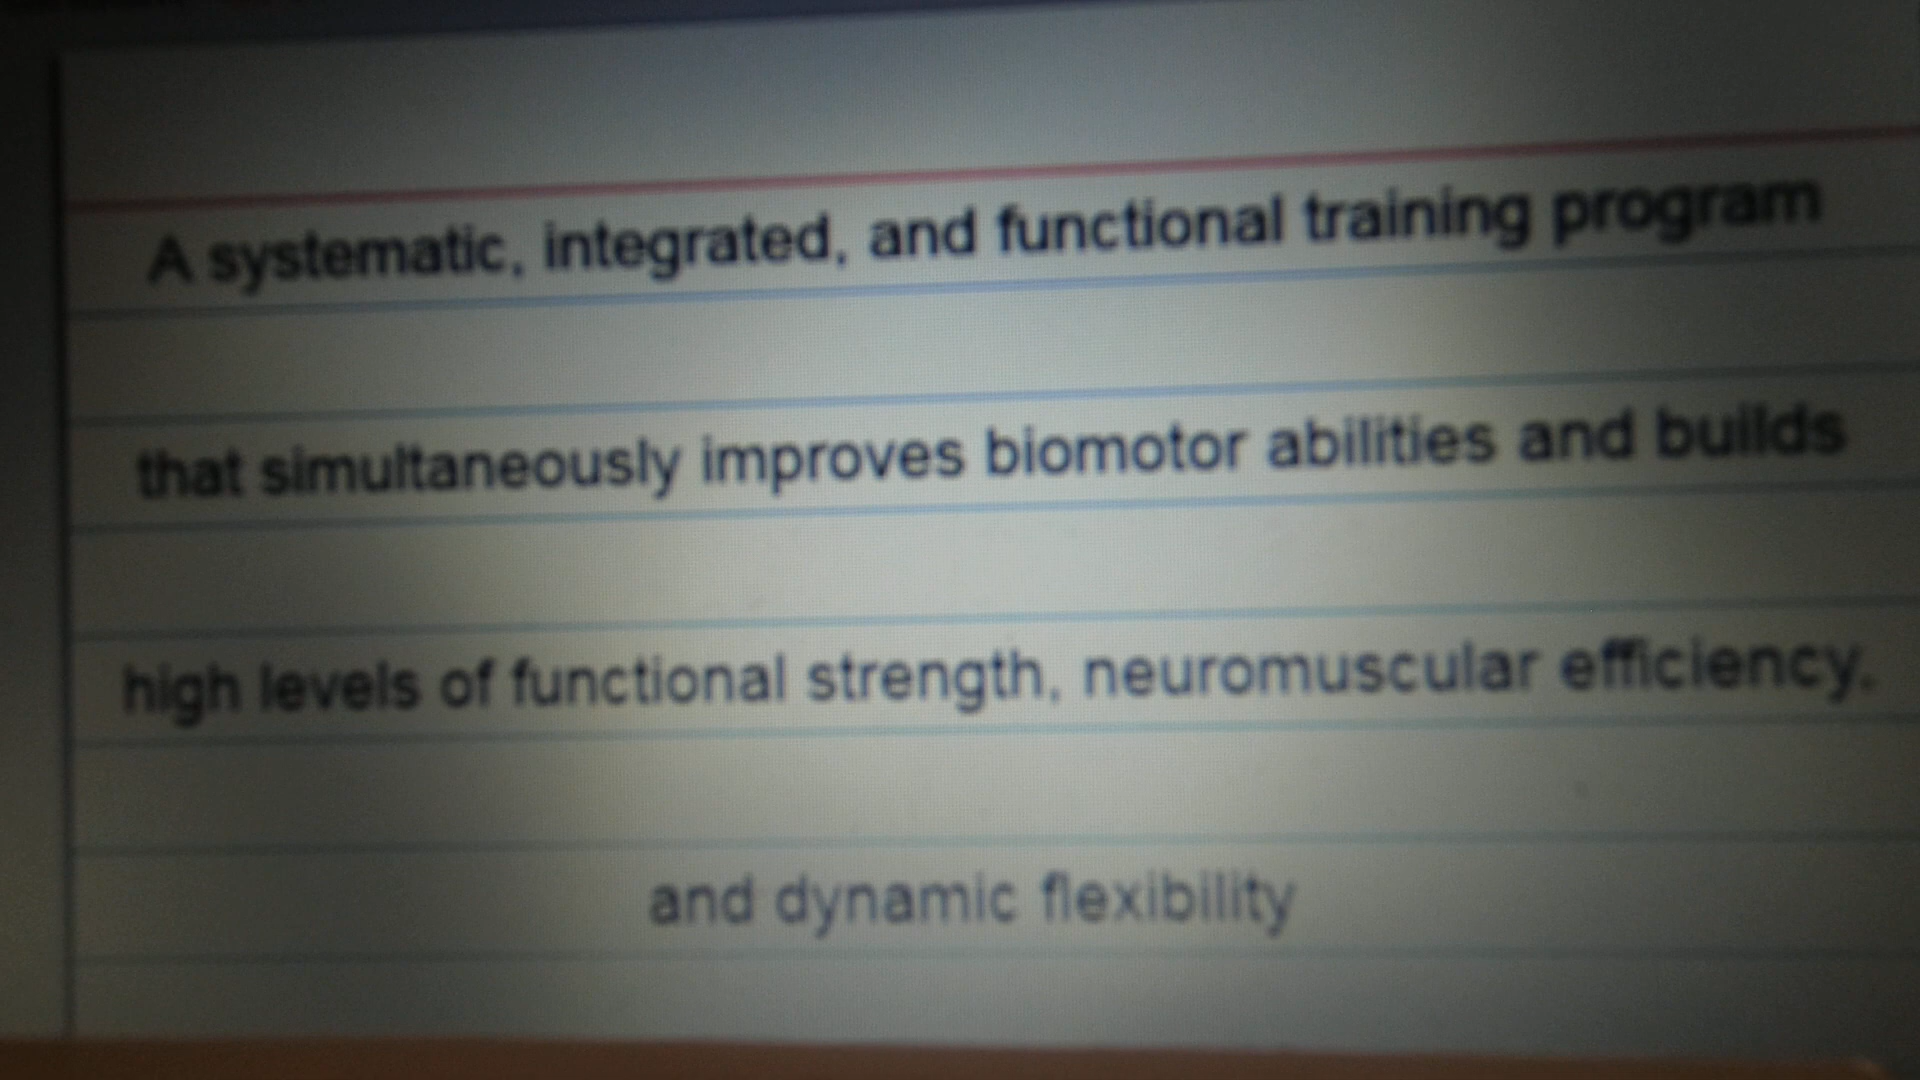 A systematic, integrated, and functional training program
that simultaneously improves biomotor abilities and builds
high levels of functional strength, neuromuscular efficiency.
and dynamic flexibility